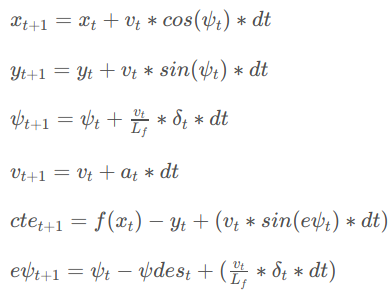 x_{t+1} = x_t + v_t * cos(ψ_t) * dt
y_{t+1} = y_t + v_t * sin(ψ_t) * dt
ψ_{t+1} = ψ_t + \frac{v_t}{L_f} * δ_t * dt
v_{t+1} = v_t + a_t * dt
cte_{t+1} = f(x_t) - y_t + (v_t * sin(eψ_t) * dt)
eψ_{t+1} = ψ_t - ψdes_t + (\frac{v_t}{L_f} * δ_t * dt)